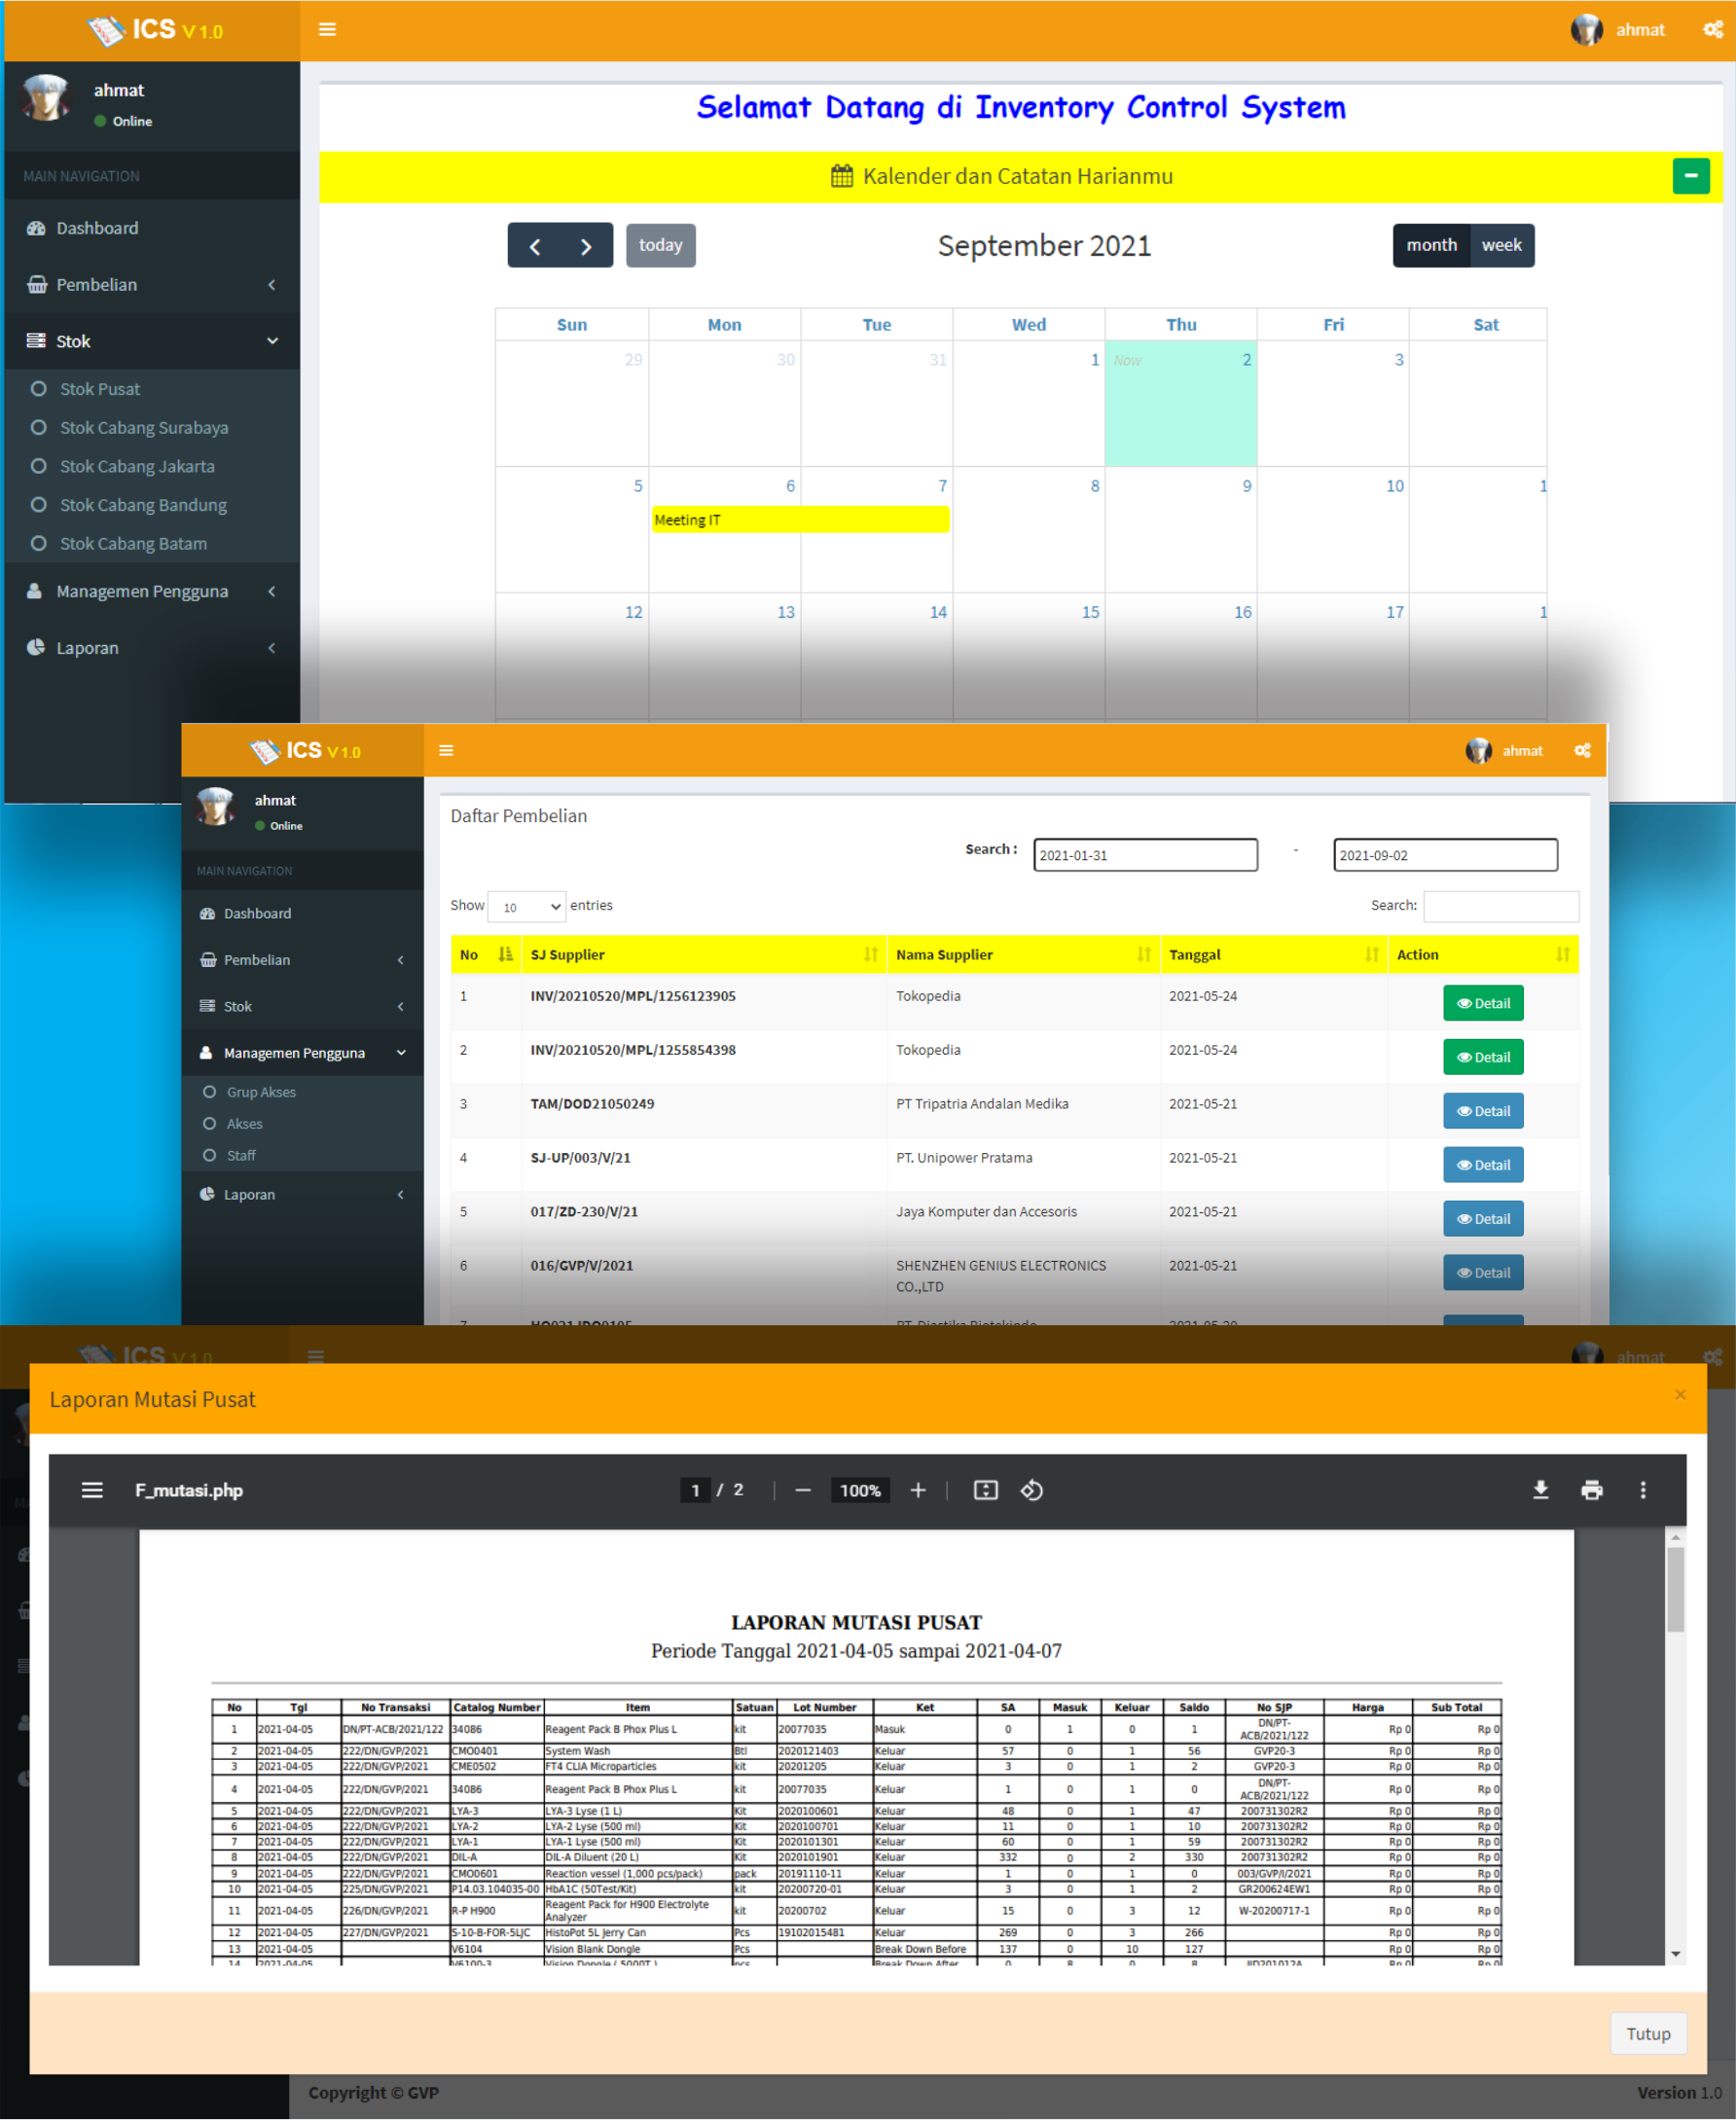 ICS V 1.0
ahmat
ahmat
Online
MAIN NAVIGATION
Dashboard
Pembelian
Stok
Stok Pusat
Stok Cabang Surabaya
Stok Cabang Jakarta
Stok Cabang Bandung
Stok Cabang Batam
Managemen Pengguna
Laporan
Selamat Datang di Inventory Control System
Kalender dan Catatan Harianmu
today
September 2021
month week
Sun Mon Tue Wed Thu Fri Sat
29 30 31 1 Now 2 3
5 6 7 8 9 10 1
Meeting IT
12 13 14 15 16 17 1
ICS V 1.0
ahmat
ahmat
Online
MAIN NAVIGATION
Dashboard
Pembelian
Stok
Managemen Pengguna
Grup Akses
Akses
Staff
Laporan
Daftar Pembelian
Search : 2021-01-31 - 2021-09-02
Show 10 entries Search:
No SJ Supplier Nama Supplier Tanggal Action
1 INV/20210520/MPL/1256123905 Tokopedia 2021-05-24 Detail
2 INV/20210520/MPL/1255854398 Tokopedia 2021-05-24 Detail
3 TAM/DOD21050249 PT Tripatria Andalan Medika 2021-05-21 Detail
4 SJ-UP/003/V/21 PT. Unipower Pratama 2021-05-21 Detail
5 017/ZD-230/V/21 Jaya Komputer dan Accesoris 2021-05-21 Detail
6 016/GVP/V/2021 SHENZHEN GENIUS ELECTRONICS 2021-05-21 Detail
CO.,LTD
ICS V 1.0
ahmat
Laporan Mutasi Pusat ×
F_mutasi.php 1 / 2 100%
LAPORAN MUTASI PUSAT
Periode Tanggal 2021-04-05 sampai 2021-04-07
No Tgl No Transaksi Catalog Number Item Satuan Lot Number Ket SA Masuk Keluar Saldo No SJP Harga Sub Total
1 2021-04-05 DN/PT-ACB/2021/122 34086 Reagent Pack B Phox Plus L kit 20077035 Masuk 0 1 0 1 DN/PT-ACB/2021/122 Rp 0 Rp 0
2 2021-04-05 222/DN/GVP/2021 CMO0401 System Wash Btl 2020121403 Keluar 57 0 1 56 GVP20-3 Rp 0 Rp 0
3 2021-04-05 222/DN/GVP/2021 CME0502 FT4 CLIA Microparticles kit 20201205 Keluar 3 0 1 2 GVP20-3 Rp 0 Rp 0
4 2021-04-05 222/DN/GVP/2021 34086 Reagent Pack B Phox Plus L kit 20077035 Keluar 1 0 1 0 DN/PT-ACB/2021/122 Rp 0 Rp 0
5 2021-04-05 222/DN/GVP/2021 LYA-3 LYA-3 Lyse (1 L) Kit 2020100601 Keluar 48 0 1 47 200731302R2 Rp 0 Rp 0
6 2021-04-05 222/DN/GVP/2021 LYA-2 LYA-2 Lyse (500 ml) Kit 2020100701 Keluar 11 0 1 10 200731302R2 Rp 0 Rp 0
7 2021-04-05 222/DN/GVP/2021 LYA-1 LYA-1 Lyse (500 ml) Kit 2020101301 Keluar 60 0 1 59 200731302R2 Rp 0 Rp 0
8 2021-04-05 222/DN/GVP/2021 DIL-A DIL-A Diluent (20 L) Kit 2020101901 Keluar 332 0 2 330 200731302R2 Rp 0 Rp 0
9 2021-04-05 222/DN/GVP/2021 CMO0601 Reaction vessel (1,000 pcs/pack) pack 20191110-11 Keluar 1 0 1 0 003/GVP/I/2021 Rp 0 Rp 0
10 2021-04-05 225/DN/GVP/2021 P14.03.104035-00 HbA1C (50Test/Kit) kit 20200720-01 Keluar 3 0 1 2 GR200624EW1 Rp 0 Rp 0
11 2021-04-05 226/DN/GVP/2021 R-P H900 Reagent Pack for H900 Electrolyte Analyzer kit 20200702 Keluar 15 0 3 12 W-20200717-1 Rp 0 Rp 0
12 2021-04-05 227/DN/GVP/2021 S-10-B-FOR-5LJC HistoPot 5L Jerry Can Pcs 19102015481 Keluar 269 0 3 266 Rp 0 Rp 0
13 2021-04-05 V6104 Vision Blank Dongle Pcs Break Down Before 137 0 10 127 Rp 0 Rp 0
14 2021-04-05 V6100-3 Vision Dongle ( 5000T ) pcs Break Down After 0 8 0 8 Rp 0 Rp 0
Tutup
Copyright © GVP Version 1.0